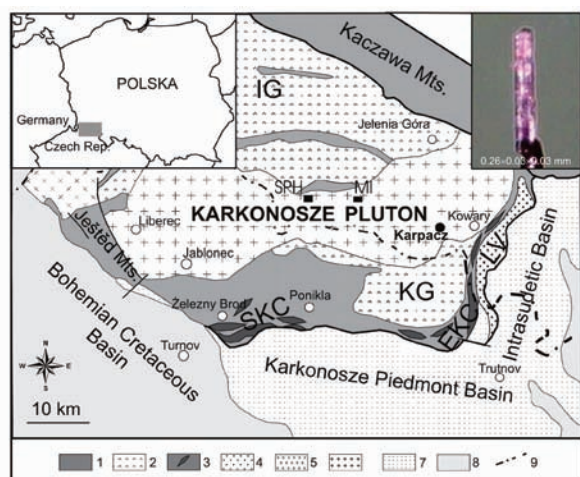 POLSKA
Germany
Czech Rep.
Kaczawa Mts.
IG
Jelenia Góra
0.26×0.03×0.03 mm
SPH
MI
KARKONOSZE PLUTON
Kowary
Karpacz
Liberec
Ještěd Mts.
Jablonec
LV
KG
Intrasudetic Basin
Bohemian Cretaceous
Basin
Železny Brod
Ponikla
SKC
EKC
Turnov
Karkonosze Piedmont Basin
Trutnov
N
W E
S
10 km
1 2 3 4 5 7 8 9